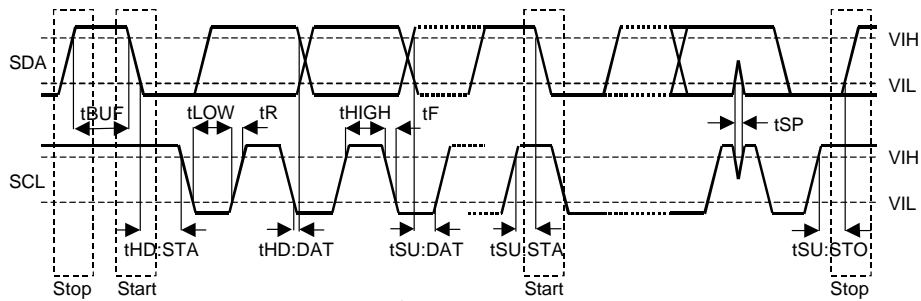 VIH
SDA
VIL
tBUF tLOW tR tHIGH tF tSP
VIH
SCL
VIL
tHD:STA tHD:DAT tSU:DAT tSU:STA tSU:STO
Stop Start Start Stop